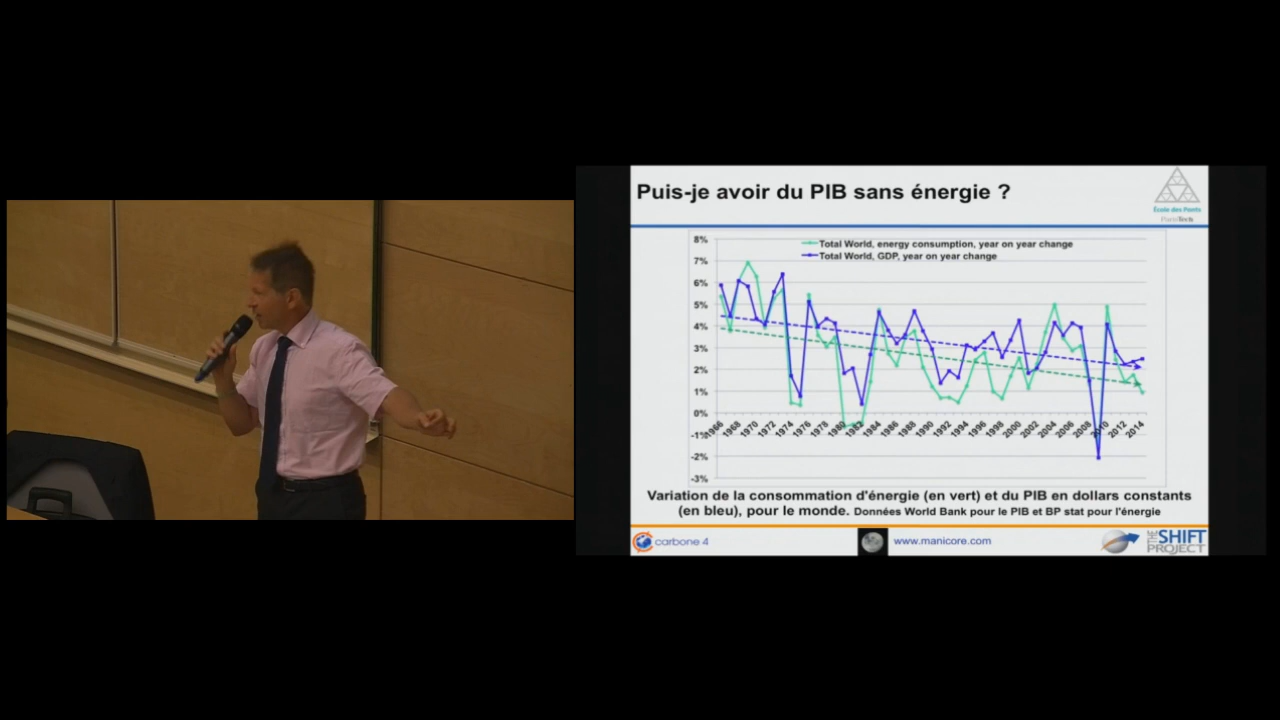 Puis-je avoir du PIB sans énergie ?
École des Ponts
ParisTech
8%
7%
6%
5%
4%
3%
2%
1%
0%
-1%
-2%
-3%
Total World, energy consumption, year on year change
Total World, GDP, year on year change
1966 1968 1970 1972 1974 1976 1978 1980 1982 1984 1986 1988 1990 1992 1994 1996 1998 2000 2002 2004 2006 2008 2010 2012 2014
Variation de la consommation d'énergie (en vert) et du PIB en dollars constants
(en bleu), pour le monde. Données World Bank pour le PIB et BP stat pour l'énergie
carbone 4
www.manicore.com
THE SHIFT
PROJECT